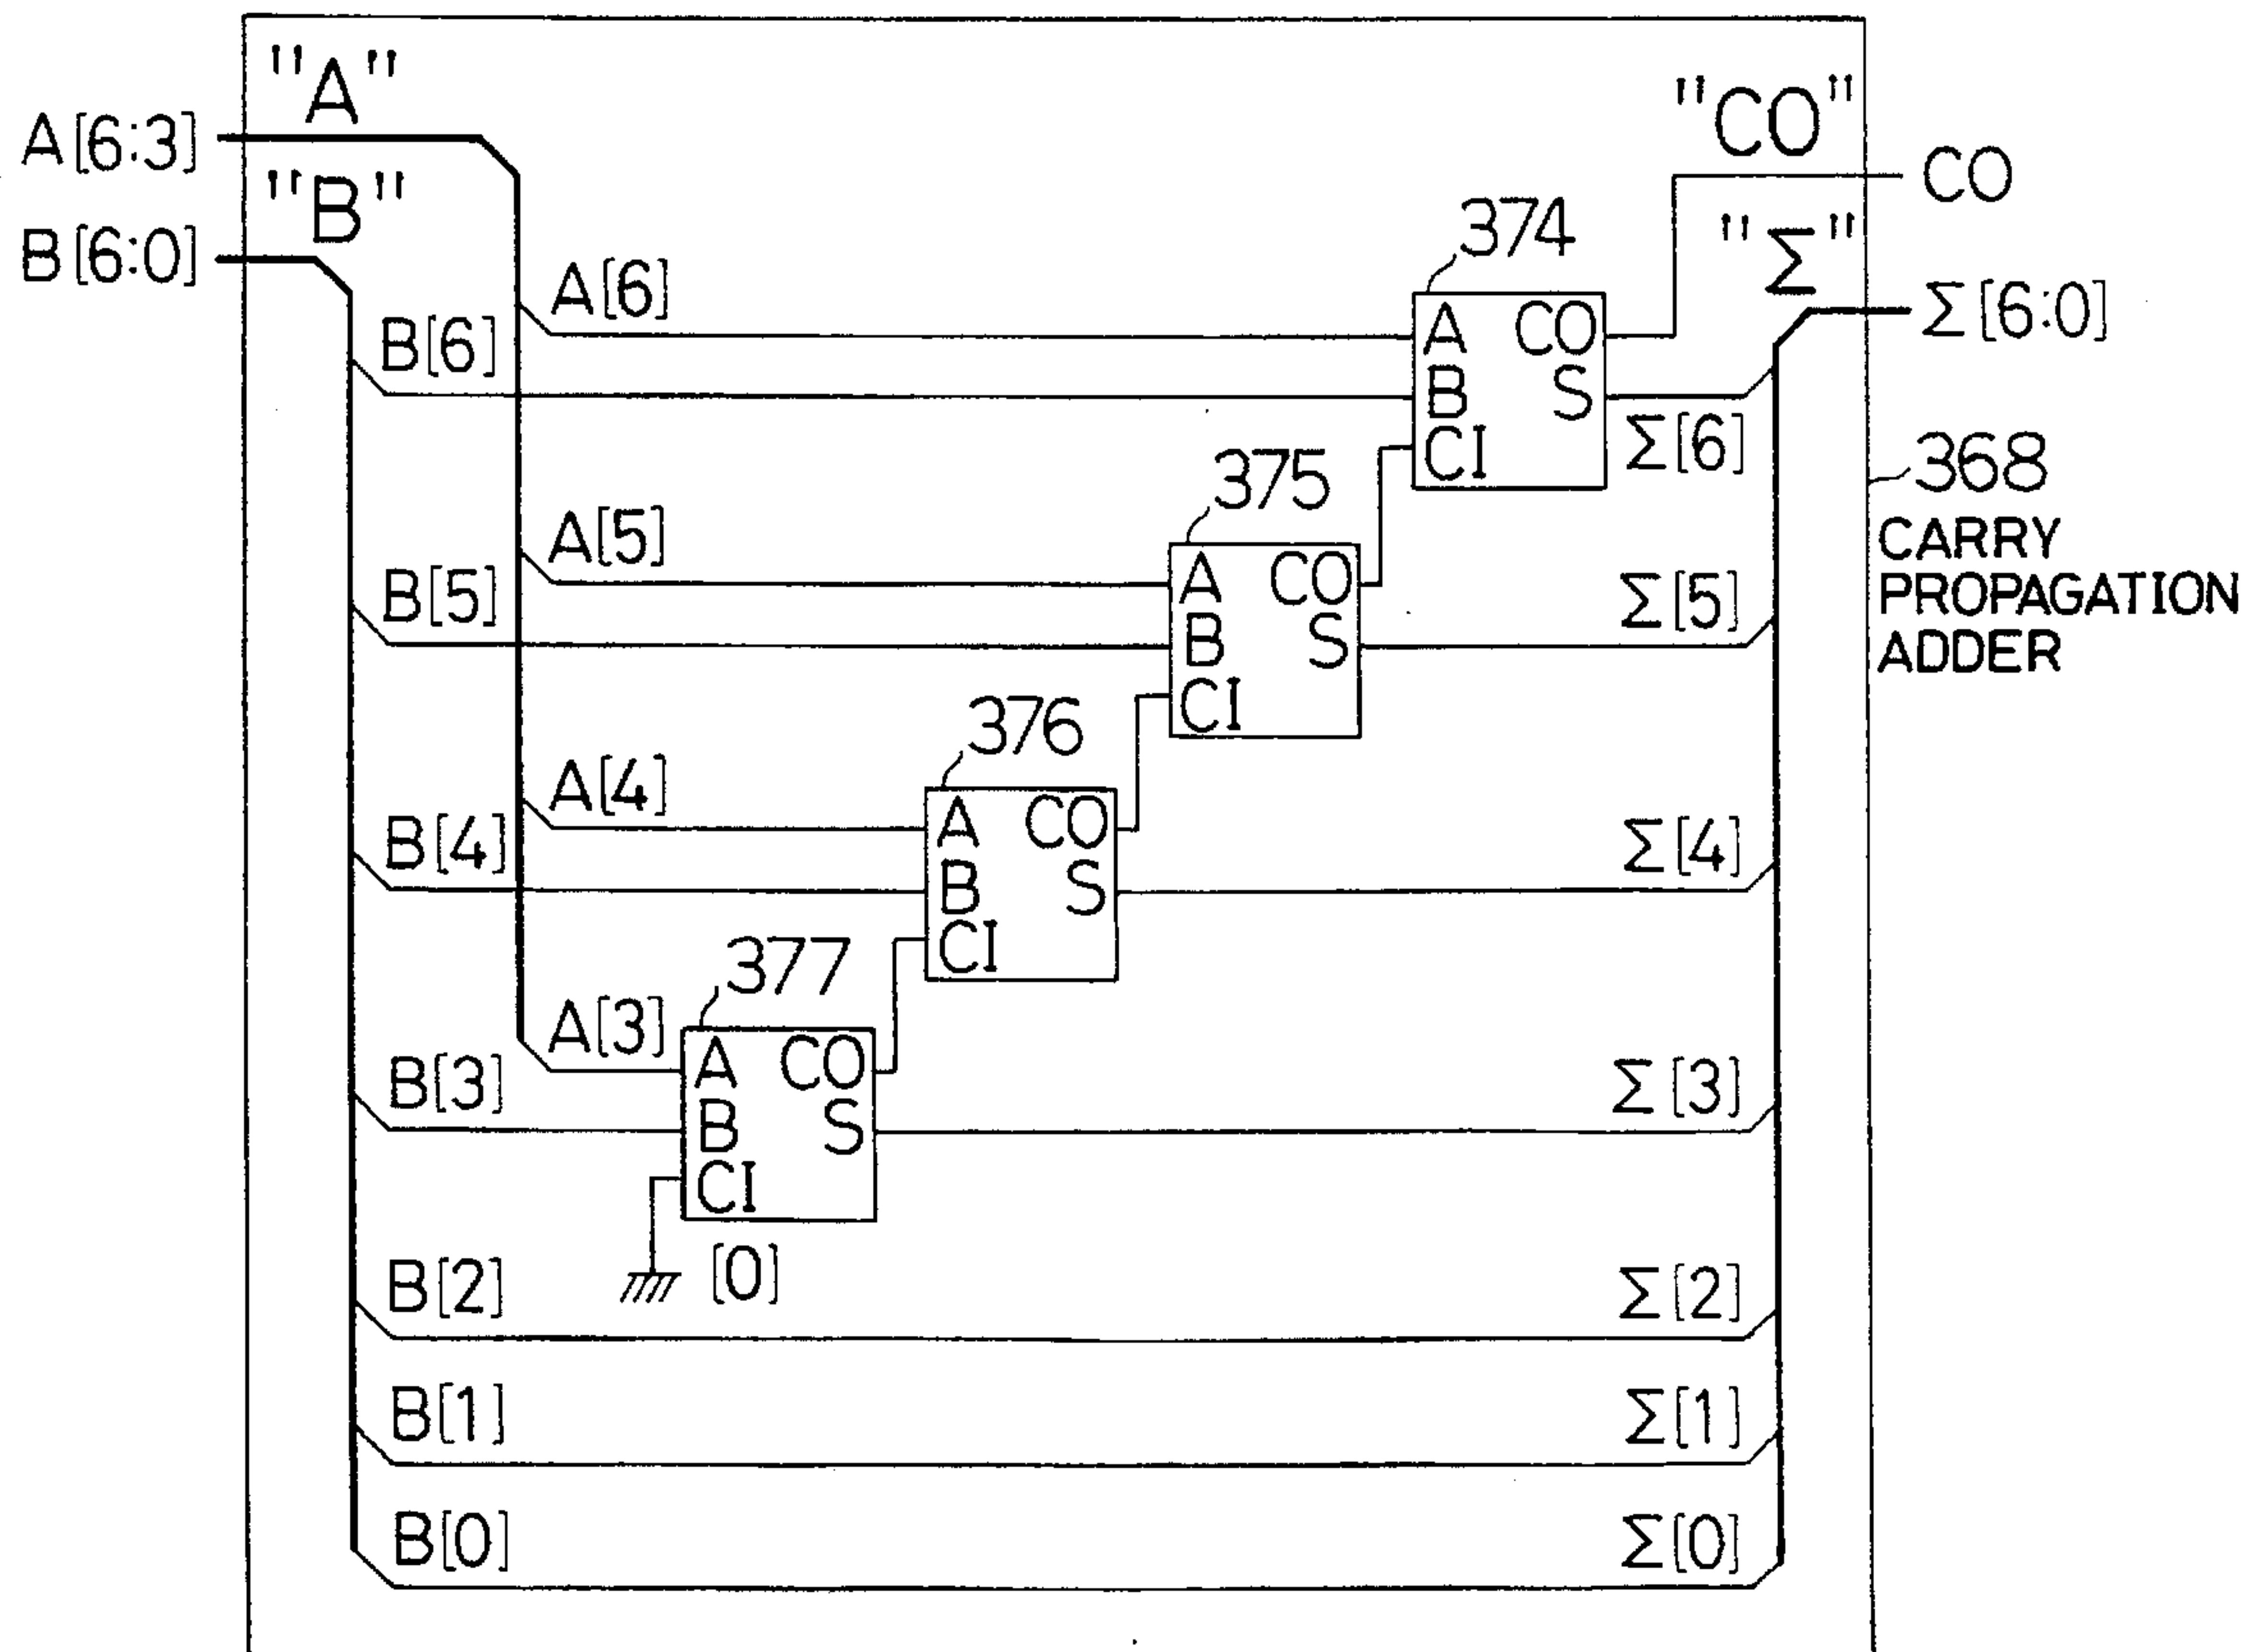 "A"
A[6:3]
"B"
B[6:0]
"CO"
CO
"Σ"
Σ[6:0]
374
A[6]
B[6]
A CO
B S
CI
Σ[6]
368
CARRY
PROPAGATION
ADDER
375
A[5]
B[5]
A CO
B S
CI
Σ[5]
376
A[4]
B[4]
A CO
B S
CI
Σ[4]
377
A[3]
B[3]
A CO
B S
CI
Σ[3]
[0]
B[2]
Σ[2]
B[1]
Σ[1]
B[0]
Σ[0]